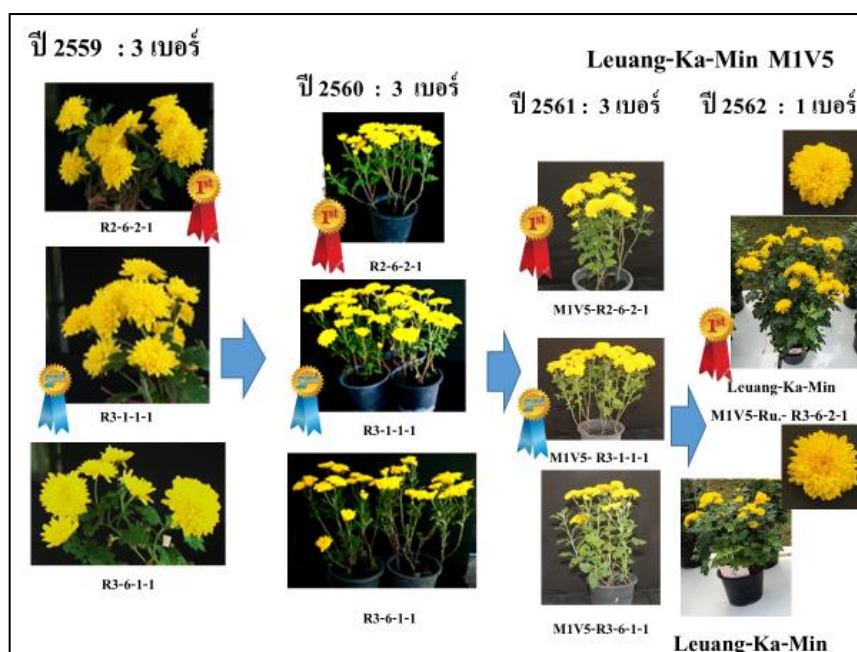 ปี 2559 : 3 เบอร์
R2-6-2-1
R3-1-1-1
R3-6-1-1
ปี 2560 : 3 เบอร์
R2-6-2-1
R3-1-1-1
R3-6-1-1
Leuang-Ka-Min M1V5
ปี 2561 : 3 เบอร์
M1V5-R2-6-2-1
M1V5- R3-1-1-1
M1V5-R3-6-1-1
ปี 2562 : 1 เบอร์
Leuang-Ka-Min
M1V5-Ru.- R3-6-2-1
Leuang-Ka-Min
1st
1st
1st
1st